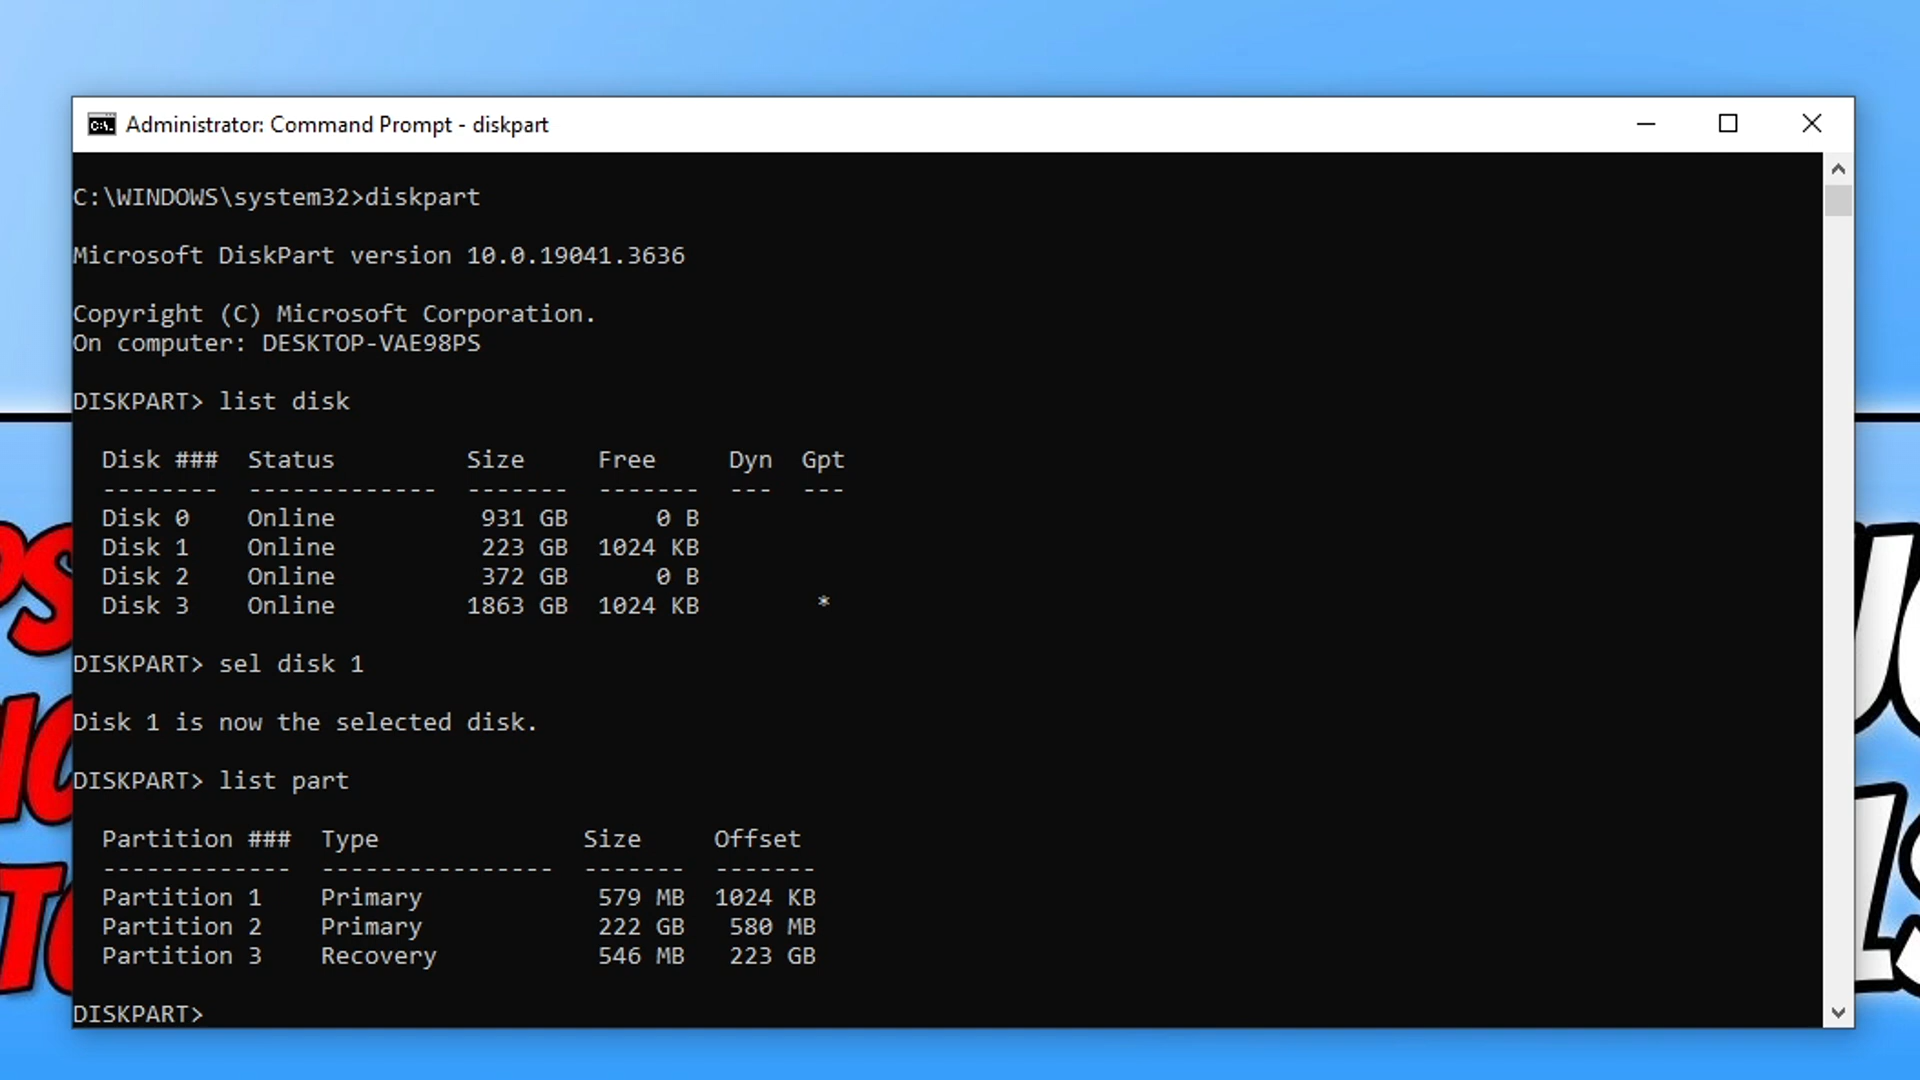 Administrator: Command Prompt - diskpart
C:\WINDOWS\system32>diskpart
Microsoft DiskPart version 10.0.19041.3636
Copyright (C) Microsoft Corporation.
On computer: DESKTOP-VAE98PS
DISKPART> list disk
  Disk ###  Status         Size     Free     Dyn  Gpt
  --------  -------------  -------  -------  ---  ---
  Disk 0    Online          931 GB      0 B
  Disk 1    Online          223 GB  1024 KB
  Disk 2    Online          372 GB      0 B
  Disk 3    Online         1863 GB  1024 KB        *
DISKPART> sel disk 1
Disk 1 is now the selected disk.
DISKPART> list part
  Partition ###  Type              Size     Offset
  -------------  ----------------  -------  -------
  Partition 1    Primary            579 MB  1024 KB
  Partition 2    Primary            222 GB   580 MB
  Partition 3    Recovery           546 MB   223 GB
DISKPART>